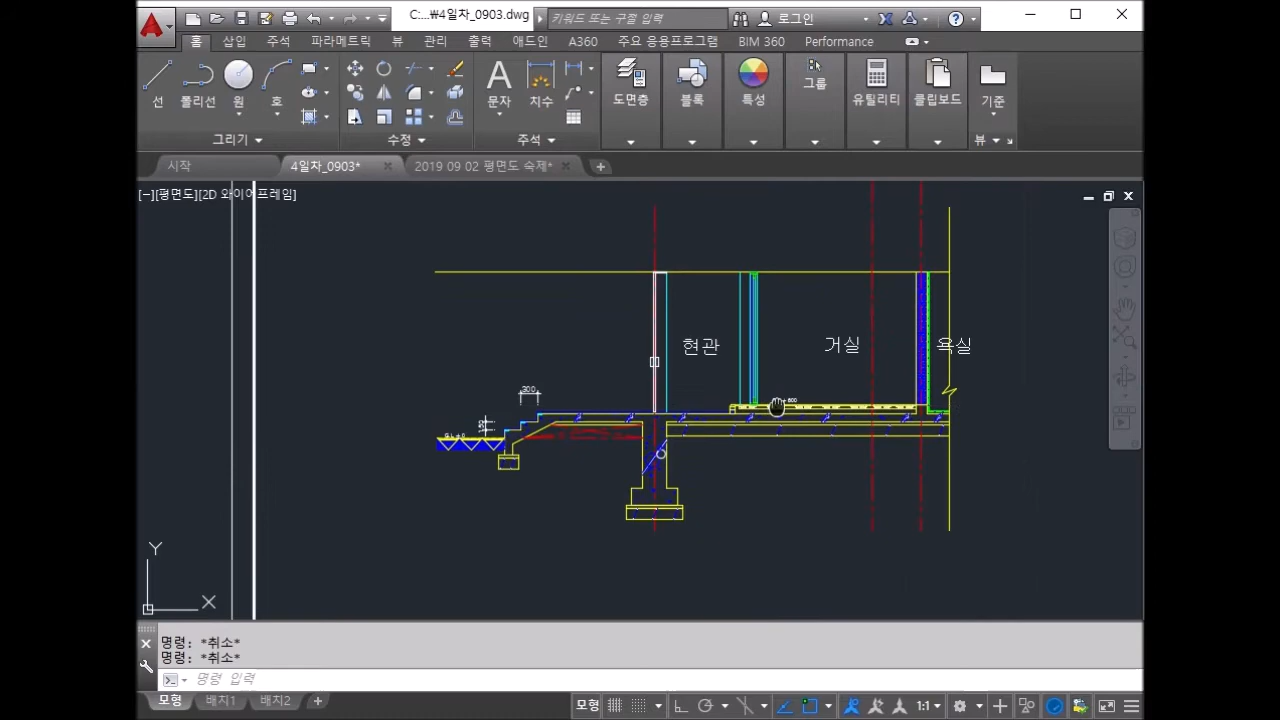 C:...₩4일차_0903.dwg
키워드 또는 구절 입력
로그인
홈 삽입 주석 파라메트릭 뷰 관리 출력 애드인 A360 주요 응용프로그램 BIM 360 Performance
선 폴리선 원 호 문자 치수 도면층 블록 특성 그룹 유틸리티 클립보드 기준
그리기 수정 주석 뷰
시작 4일차_0903* 2019 09 02 평면도 숙제*
[−][평면도][2D 와이어프레임]
현관 거실 욕실
300
Y
X
명령: *취소*
명령: *취소*
명령 입력
모형 배치1 배치2
모형 1:1